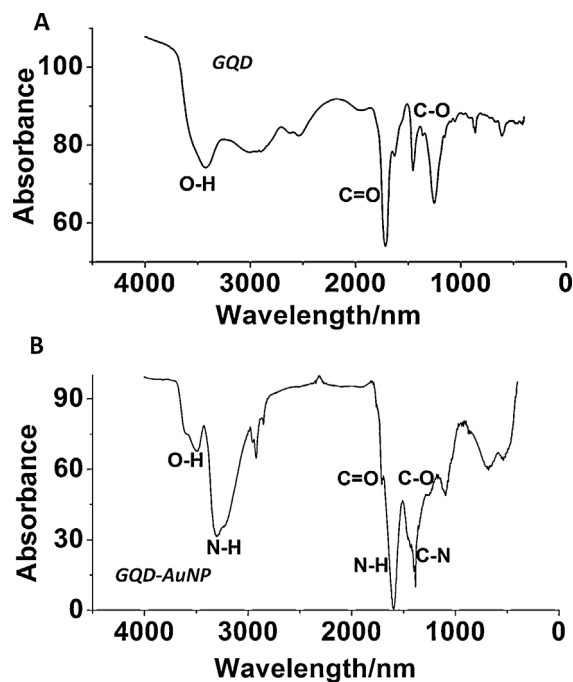 A
GQD
100
80
60
Absorbance
O-H
C=O
C-O
4000 3000 2000 1000 0
Wavelength/nm
B
90
60
30
0
Absorbance
O-H
N-H
C=O
C-O
N-H
C-N
GQD-AuNP
4000 3000 2000 1000 0
Wavelength/nm